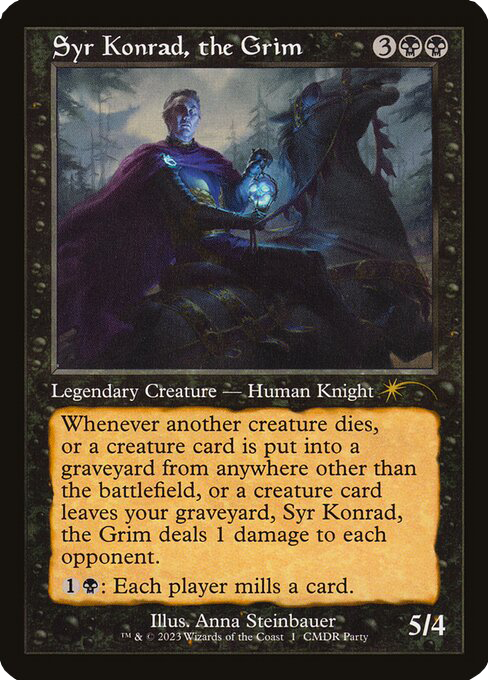 Syr Konrad, the Grim 3
Legendary Creature — Human Knight
Whenever another creature dies,
or a creature card is put into a
graveyard from anywhere other than
the battlefield, or a creature card
leaves your graveyard, Syr Konrad,
the Grim deals 1 damage to each
opponent.
1: Each player mills a card.
Illus. Anna Steinbauer
™ & © 2023 Wizards of the Coast 1 CMDR Party
5/4